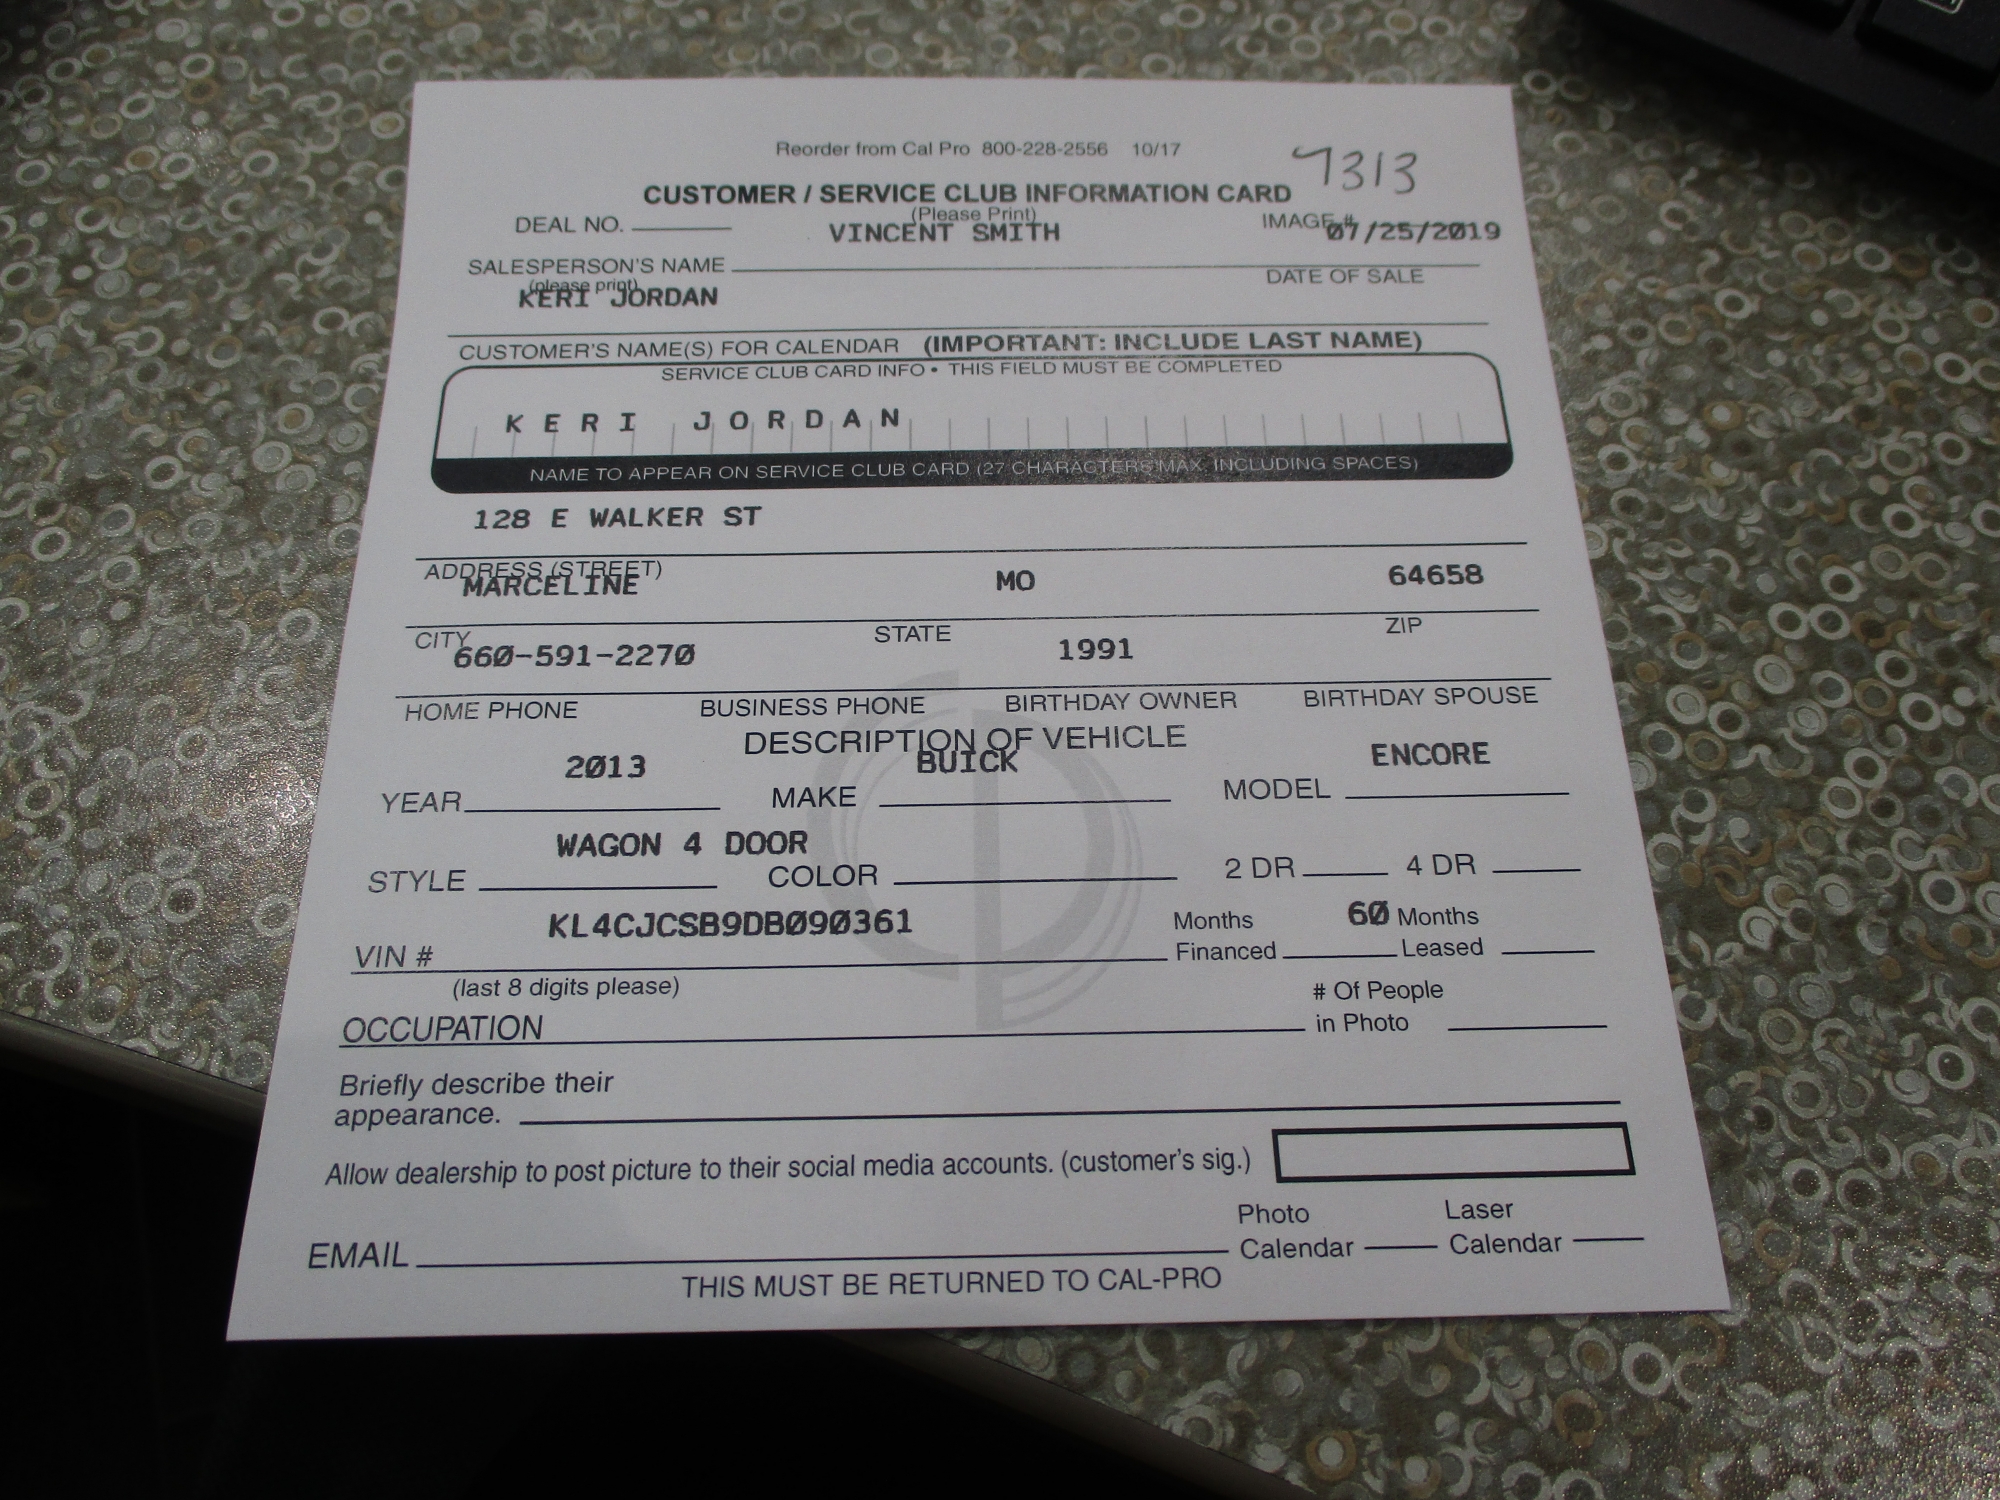 Reorder from Cal Pro 800-228-2556 10/17
7313
CUSTOMER / SERVICE CLUB INFORMATION CARD
(Please Print)
DEAL NO. VINCENT SMITH IMAGE # 07/25/2019
SALESPERSON'S NAME DATE OF SALE
(please print)
KERI JORDAN
CUSTOMER'S NAME(S) FOR CALENDAR (IMPORTANT: INCLUDE LAST NAME)
SERVICE CLUB CARD INFO • THIS FIELD MUST BE COMPLETED
KERI JORDAN
NAME TO APPEAR ON SERVICE CLUB CARD (27 CHARACTERS MAX. INCLUDING SPACES)
128 E WALKER ST
ADDRESS (STREET)
MARCELINE MO 64658
CITY STATE ZIP
660-591-2270 1991
HOME PHONE BUSINESS PHONE BIRTHDAY OWNER BIRTHDAY SPOUSE
DESCRIPTION OF VEHICLE
2013 BUICK ENCORE
YEAR MAKE MODEL
WAGON 4 DOOR
STYLE COLOR 2 DR 4 DR
KL4CJCSB9DB090361 Months 60 Months
VIN # Financed Leased
(last 8 digits please) # Of People
OCCUPATION in Photo
Briefly describe their
appearance.
Allow dealership to post picture to their social media accounts. (customer's sig.)
Photo Laser
EMAIL Calendar Calendar
THIS MUST BE RETURNED TO CAL-PRO